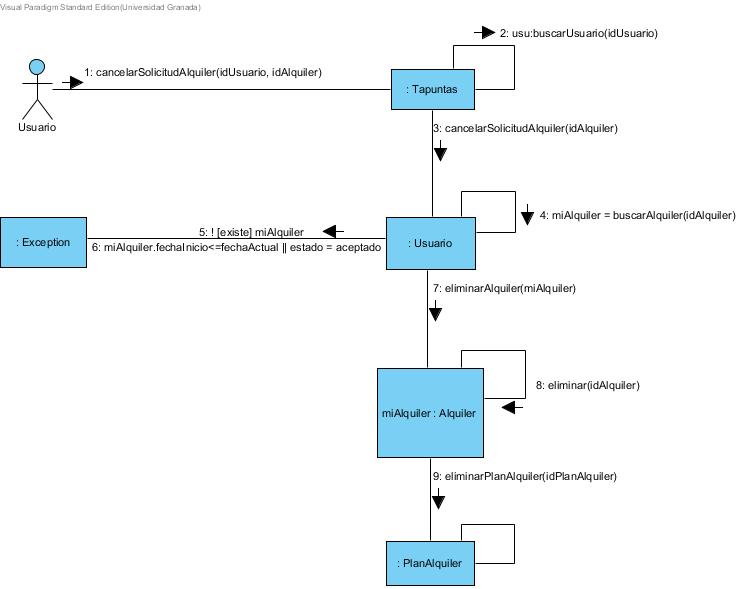 Visual Paradigm Standard Edition(Universidad Granada)
2: usu:buscarUsuario(idUsuario)
1: cancelarSolicitudAlquiler(idUsuario, idAlquiler)
: Tapuntas
Usuario
3: cancelarSolicitudAlquiler(idAlquiler)
4: miAlquiler = buscarAlquiler(idAlquiler)
5: ! [existe] miAlquiler
: Exception
: Usuario
6: miAlquiler.fechaInicio<=fechaActual || estado = aceptado
7: eliminarAlquiler(miAlquiler)
8: eliminar(idAlquiler)
miAlquiler : Alquiler
9: eliminarPlanAlquiler(idPlanAlquiler)
: PlanAlquiler